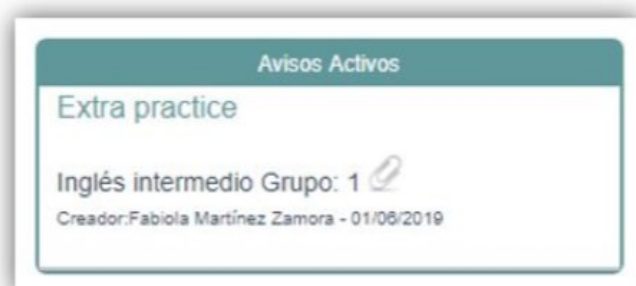 Avisos Activos
Extra practice
Inglés intermedio Grupo: 1
Creador:Fabiola Martínez Zamora - 01/06/2019